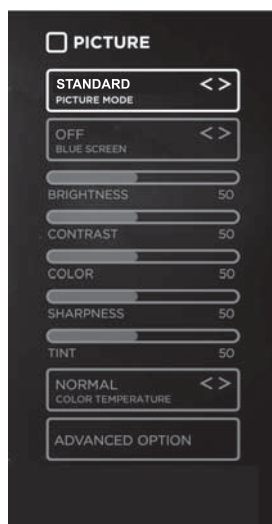 PICTURE
STANDARD < >
PICTURE MODE
OFF < >
BLUE SCREEN
BRIGHTNESS 50
CONTRAST 50
COLOR 50
SHARPNESS 50
TINT 50
NORMAL < >
COLOR TEMPERATURE
ADVANCED OPTION